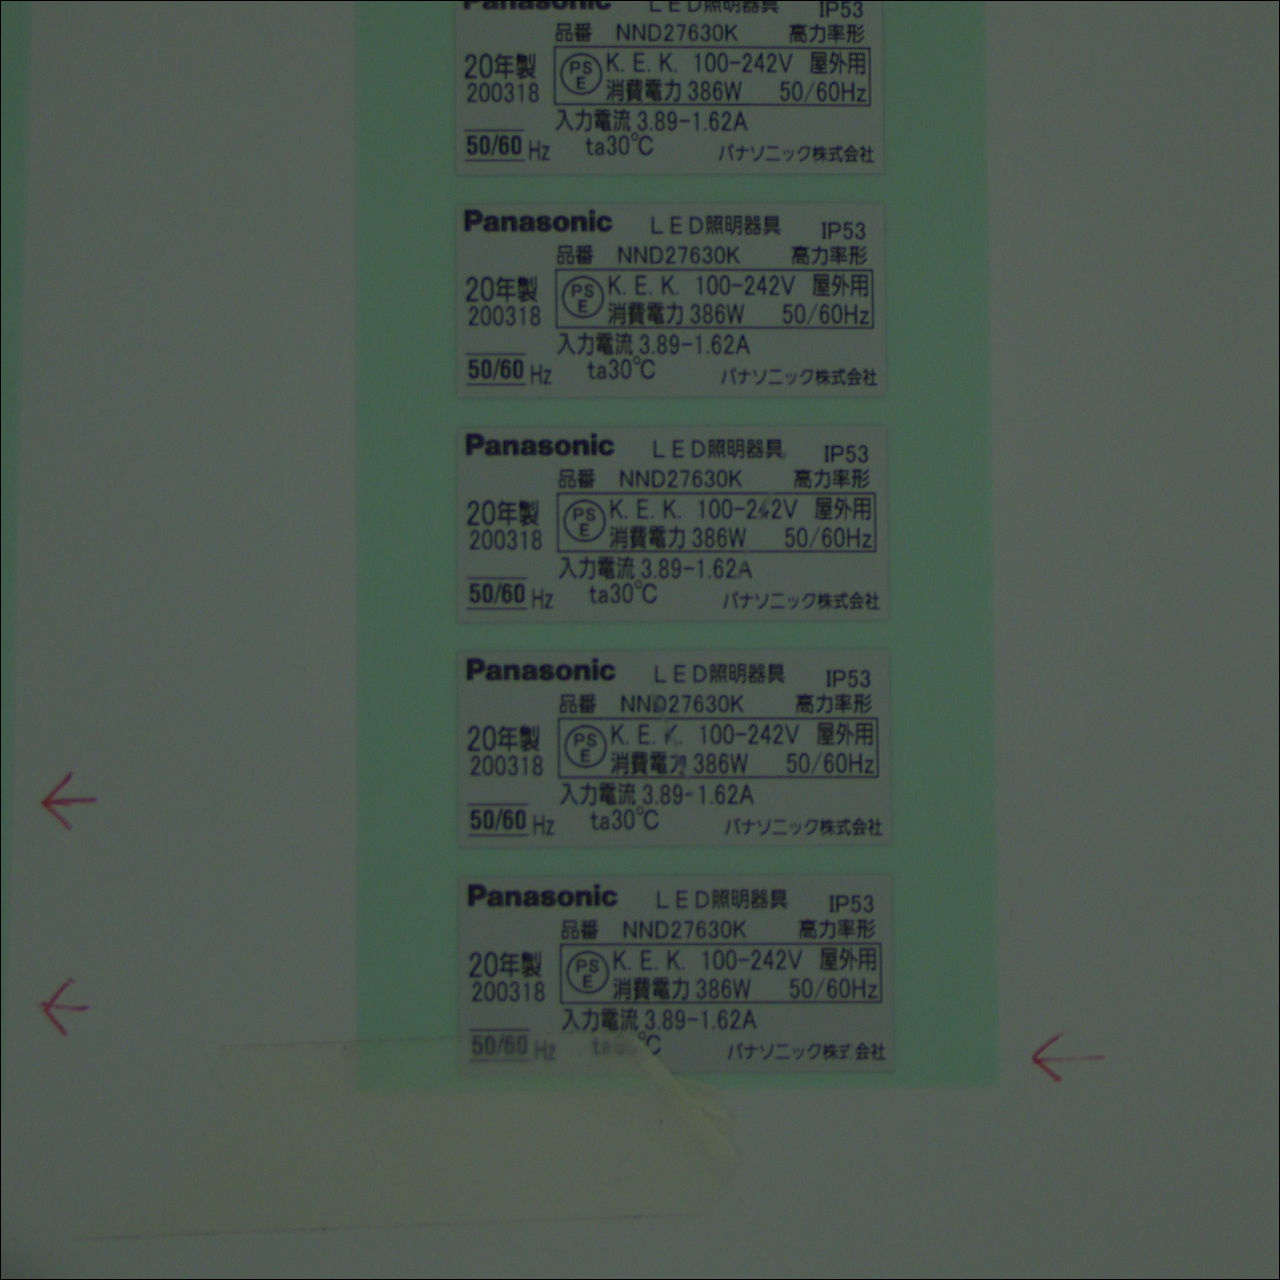 Panasonic LED照明器具 IP53
品番 NND27630K 高力率形
20年製 PS E K. E. K. 100-242V 屋外用
200318 消費電力 386W 50/60Hz
入力電流 3.89-1.62A
50/60 Hz ta30℃ パナソニック株式会社
Panasonic LED照明器具 IP53
品番 NND27630K 高力率形
20年製 PS E K. E. K. 100-242V 屋外用
200318 消費電力 386W 50/60Hz
入力電流 3.89-1.62A
50/60 Hz ta30℃ パナソニック株式会社
Panasonic LED照明器具 IP53
品番 NND27630K 高力率形
20年製 PS E K. E. K. 100-242V 屋外用
200318 消費電力 386W 50/60Hz
入力電流 3.89-1.62A
50/60 Hz ta30℃ パナソニック株式会社
Panasonic LED照明器具 IP53
品番 NND27630K 高力率形
20年製 PS E K. E. K. 100-242V 屋外用
200318 消費電力 386W 50/60Hz
入力電流 3.89-1.62A
50/60 Hz ta30℃ パナソニック株式会社
Panasonic LED照明器具 IP53
品番 NND27630K 高力率形
20年製 PS E K. E. K. 100-242V 屋外用
200318 消費電力 386W 50/60Hz
入力電流 3.89-1.62A
50/60 Hz パナソニック株式会社